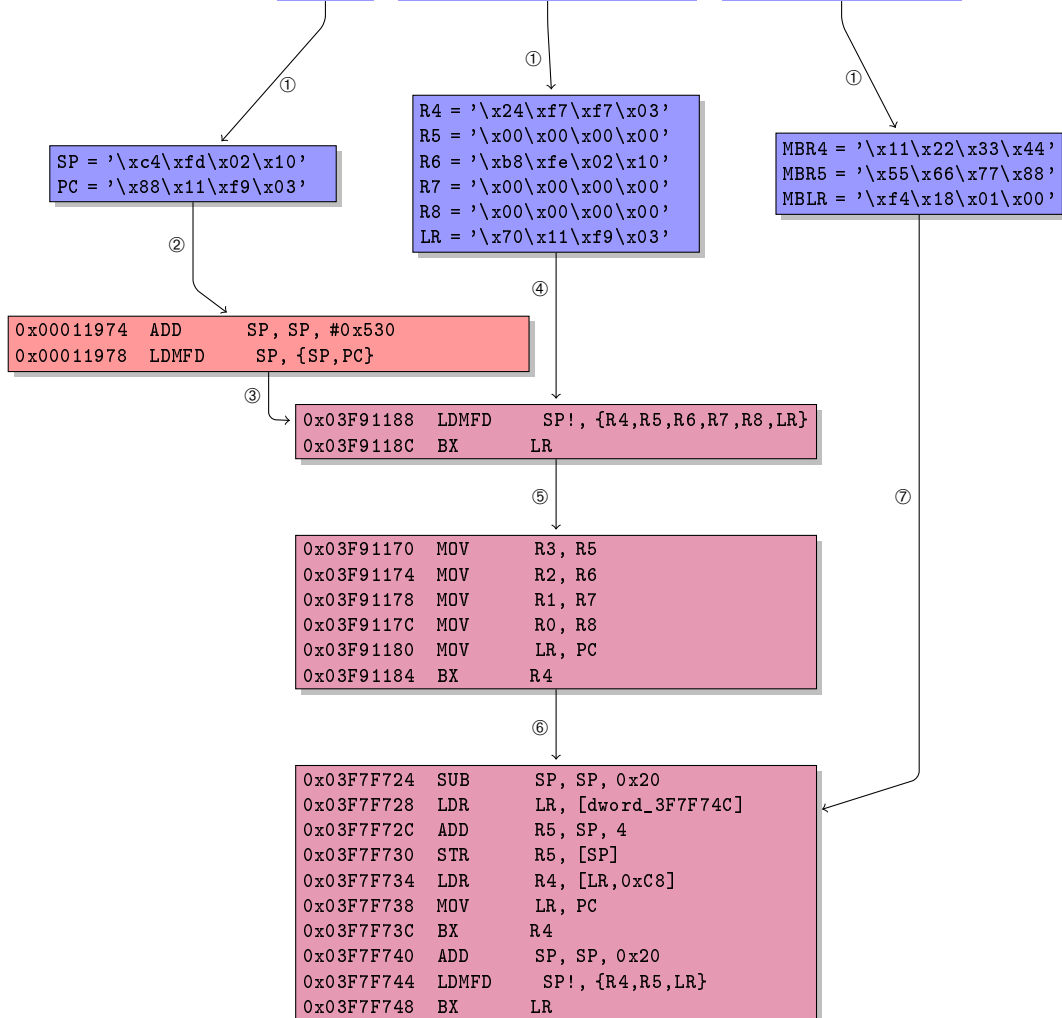 ①
①
①
SP = '\xc4\xfd\x02\x10'
PC = '\x88\x11\xf9\x03'
R4 = '\x24\xf7\xf7\x03'
R5 = '\x00\x00\x00\x00'
R6 = '\xb8\xfe\x02\x10'
R7 = '\x00\x00\x00\x00'
R8 = '\x00\x00\x00\x00'
LR = '\x70\x11\xf9\x03'
MBR4 = '\x11\x22\x33\x44'
MBR5 = '\x55\x66\x77\x88'
MBLR = '\xf4\x18\x01\x00'
②
④
0x00011974 ADD SP, SP, #0x530
0x00011978 LDMFD SP, {SP,PC}
③
0x03F91188 LDMFD SP!, {R4,R5,R6,R7,R8,LR}
0x03F9118C BX LR
⑤
⑦
0x03F91170 MOV R3, R5
0x03F91174 MOV R2, R6
0x03F91178 MOV R1, R7
0x03F9117C MOV R0, R8
0x03F91180 MOV LR, PC
0x03F91184 BX R4
⑥
0x03F7F724 SUB SP, SP, 0x20
0x03F7F728 LDR LR, [dword_3F7F74C]
0x03F7F72C ADD R5, SP, 4
0x03F7F730 STR R5, [SP]
0x03F7F734 LDR R4, [LR,0xC8]
0x03F7F738 MOV LR, PC
0x03F7F73C BX R4
0x03F7F740 ADD SP, SP, 0x20
0x03F7F744 LDMFD SP!, {R4,R5,LR}
0x03F7F748 BX LR